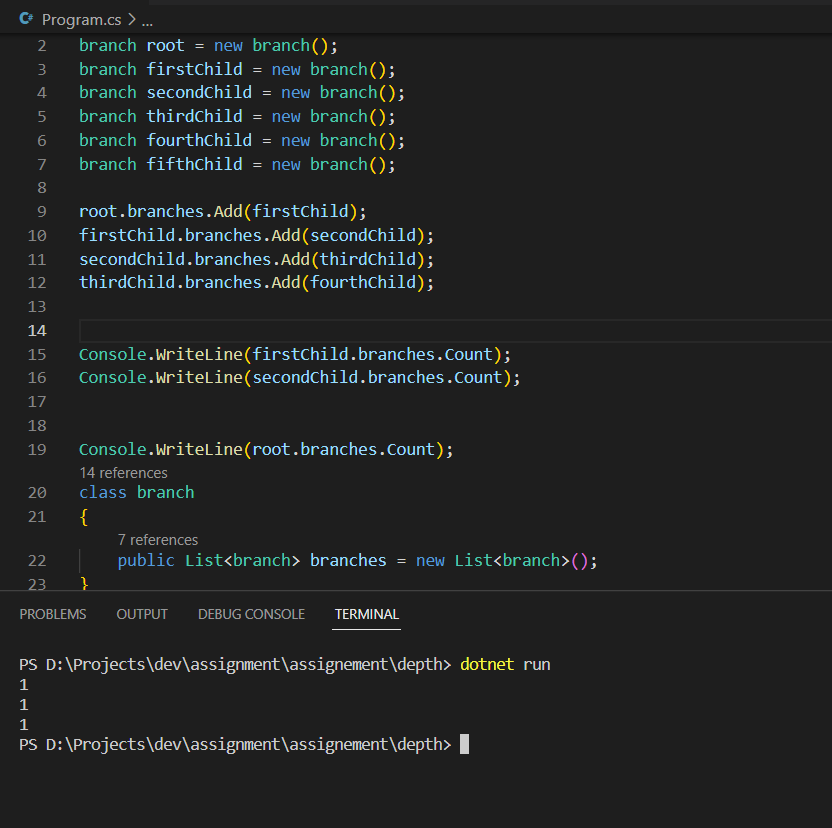 C# Program.cs > ...
2 branch root = new branch();
3 branch firstChild = new branch();
4 branch secondChild = new branch();
5 branch thirdChild = new branch();
6 branch fourthChild = new branch();
7 branch fifthChild = new branch();
8
9 root.branches.Add(firstChild);
10 firstChild.branches.Add(secondChild);
11 secondChild.branches.Add(thirdChild);
12 thirdChild.branches.Add(fourthChild);
13
14
15 Console.WriteLine(firstChild.branches.Count);
16 Console.WriteLine(secondChild.branches.Count);
17
18
19 Console.WriteLine(root.branches.Count);
14 references
20 class branch
21 {
7 references
22 public List<branch> branches = new List<branch>();
23 }
PROBLEMS OUTPUT DEBUG CONSOLE TERMINAL
PS D:\Projects\dev\assignment\assignement\depth> dotnet run
1
1
1
PS D:\Projects\dev\assignment\assignement\depth>